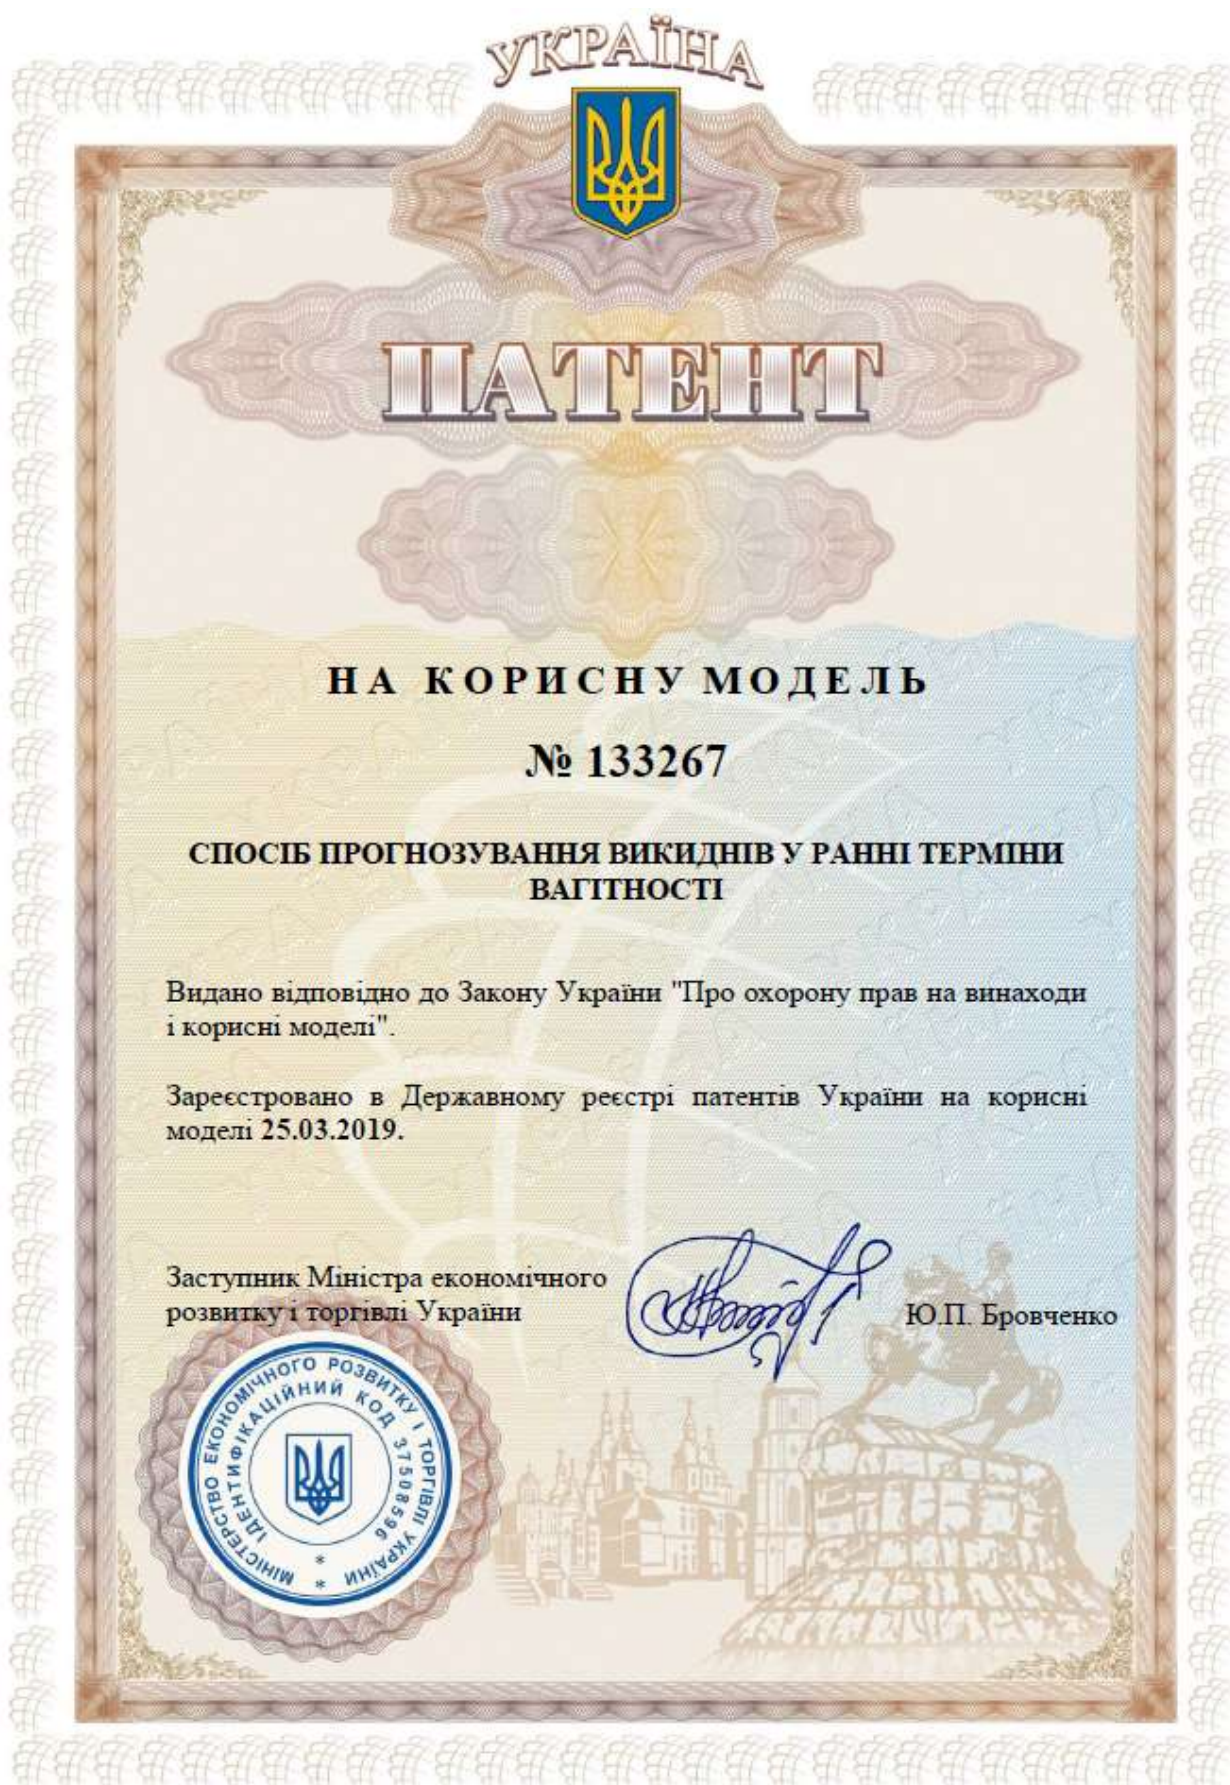 УКРАЇНА
ПАТЕНТ
НА КОРИСНУ МОДЕЛЬ
№ 133267
СПОСІБ ПРОГНОЗУВАННЯ ВИКИДНІВ У РАННІ ТЕРМІНИ
ВАГІТНОСТІ
Видано відповідно до Закону України "Про охорону прав на винаходи
і корисні моделі".
Зареєстровано в Державному реєстрі патентів України на корисні
моделі 25.03.2019.
Заступник Міністра економічного
розвитку і торгівлі України
Ю.П. Бровченко
МІНІСТЕРСТВО ЕКОНОМІЧНОГО РОЗВИТКУ І ТОРГІВЛІ УКРАЇНИ *
ІДЕНТИФІКАЦІЙНИЙ КОД 37508596 *